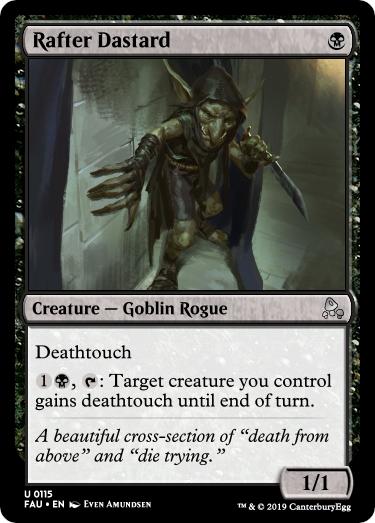 Rafter Dastard
Creature — Goblin Rogue
Deathtouch
1 , : Target creature you control
gains deathtouch until end of turn.
A beautiful cross-section of “death from
above” and “die trying.”
1/1
U 0115
FAU • EN Even Amundsen
™ & © 2019 CanterburyEgg